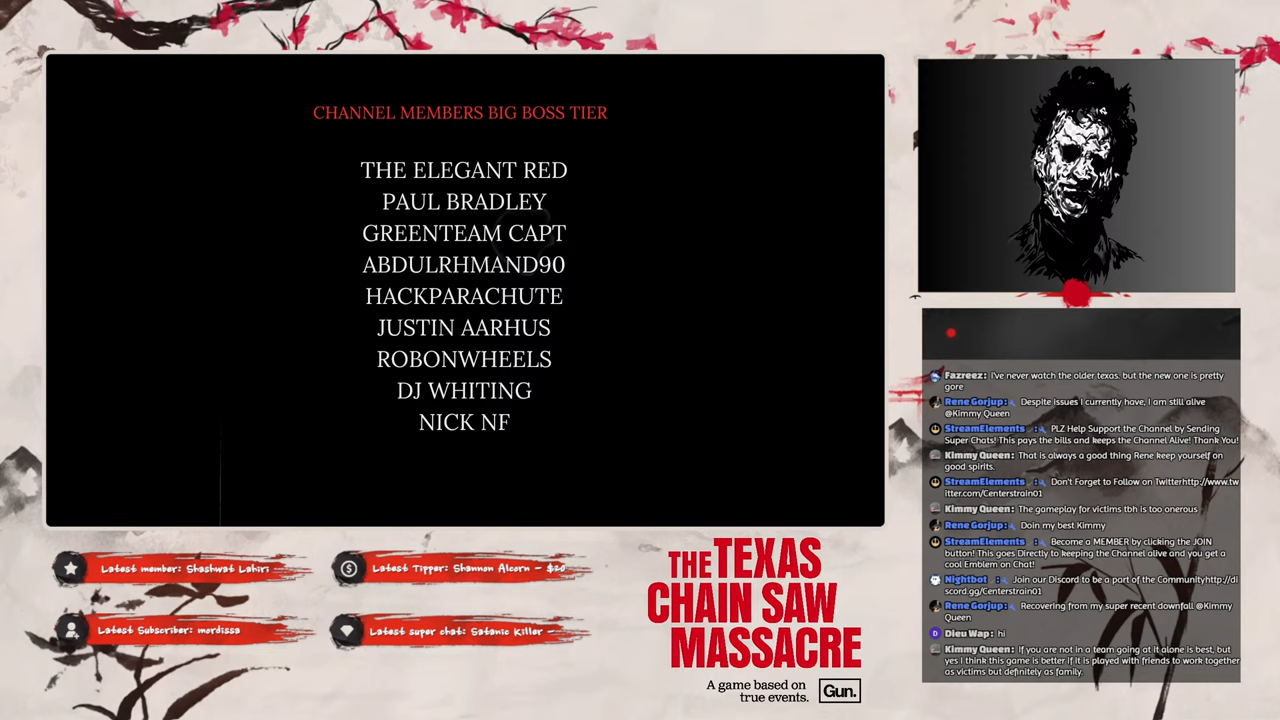 CHANNEL MEMBERS BIG BOSS TIER
THE ELEGANT RED
PAUL BRADLEY
GREENTEAM CAPT
ABDULRHMAND90
HACKPARACHUTE
JUSTIN AARHUS
ROBONWHEELS
DJ WHITING
NICK NF
Fazreez: I've never watch the older texas. but the new one is pretty
gore
Rene Gorjup: Despite issues I currently have, I am still alive
@Kimmy Queen
StreamElements : PLZ Help Support the Channel by Sending
Super Chats! This pays the bills and keeps the Channel Alive! Thank You!
Kimmy Queen: That is always a good thing Rene keep yourself on
good spirits.
StreamElements : Don't Forget to Follow on Twitterhttp://www.tw
itter.com/Centerstrain01
Kimmy Queen: The gameplay for victims tbh is too onerous
Rene Gorjup: Doin my best Kimmy
StreamElements : Become a MEMBER by clicking the JOIN
button! This goes Directly to keeping the Channel alive and you get a
cool Emblem on Chat!
Nightbot : Join our Discord to be a part of the Communityhttp://di
scord.gg/Centerstrain01
Rene Gorjup: Recovering from my super recent downfall @Kimmy
Queen
D Dieu Wap: hi
Kimmy Queen: If you are not in a team going at it alone is best, but
yes I think this game is better if it is played with friends to work together
as victims but definitely as family.
Latest member: Shashwat Lahiri
Latest Tipper: Shannon Alcorn - $20
Latest Subscriber: mordissa
Latest super chat: Satanic Killer -
THE TEXAS
CHAIN SAW
MASSACRE
A game based on
true events.
Gun.